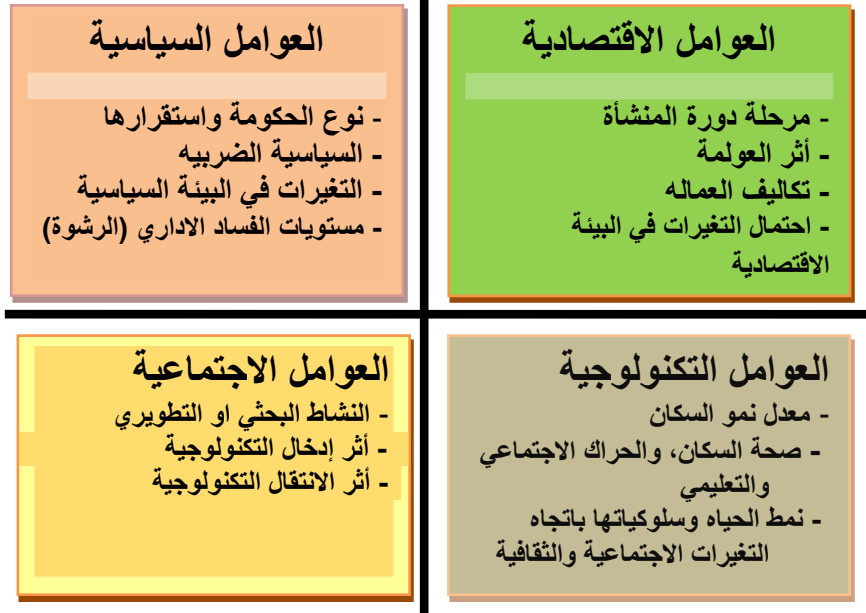 العوامل الاقتصادية
- مرحلة دورة المنشأة
- أثر العولمة
- تكاليف العماله
- احتمال التغيرات في البيئة
الاقتصادية
العوامل السياسية
- نوع الحكومة واستقرارها
- السياسية الضريبه
- التغيرات في البيئة السياسية
- مستويات الفساد الاداري (الرشوة)
العوامل التكنولوجية
- معدل نمو السكان
- صحة السكان، والحراك الاجتماعي
والتعليمي
- نمط الحياه وسلوكياتها باتجاه
التغيرات الاجتماعية والثقافية
العوامل الاجتماعية
- النشاط البحثي او التطويري
- أثر إدخال التكنولوجية
- أثر الانتقال التكنولوجية